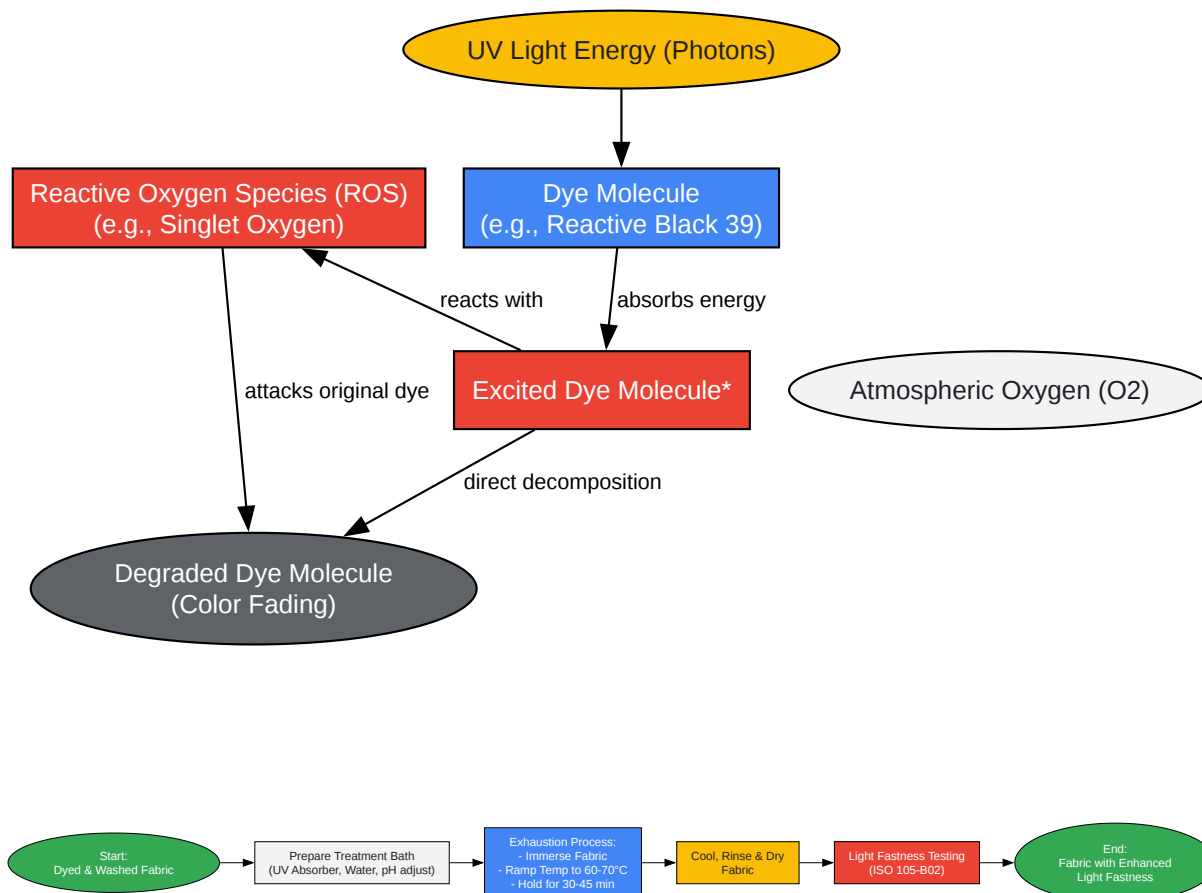 UV Light Energy (Photons)
Reactive Oxygen Species (ROS)
(e.g., Singlet Oxygen)
Dye Molecule
(e.g., Reactive Black 39)
reacts with
absorbs energy
attacks original dye
Excited Dye Molecule*
Atmospheric Oxygen (O2)
direct decomposition
Degraded Dye Molecule
(Color Fading)
Start:
Dyed & Washed Fabric
Prepare Treatment Bath
(UV Absorber, Water, pH adjust)
Exhaustion Process:
- Immerse Fabric
- Ramp Temp to 60-70°C
- Hold for 30-45 min
Cool, Rinse & Dry
Fabric
Light Fastness Testing
(ISO 105-B02)
End:
Fabric with Enhanced
Light Fastness